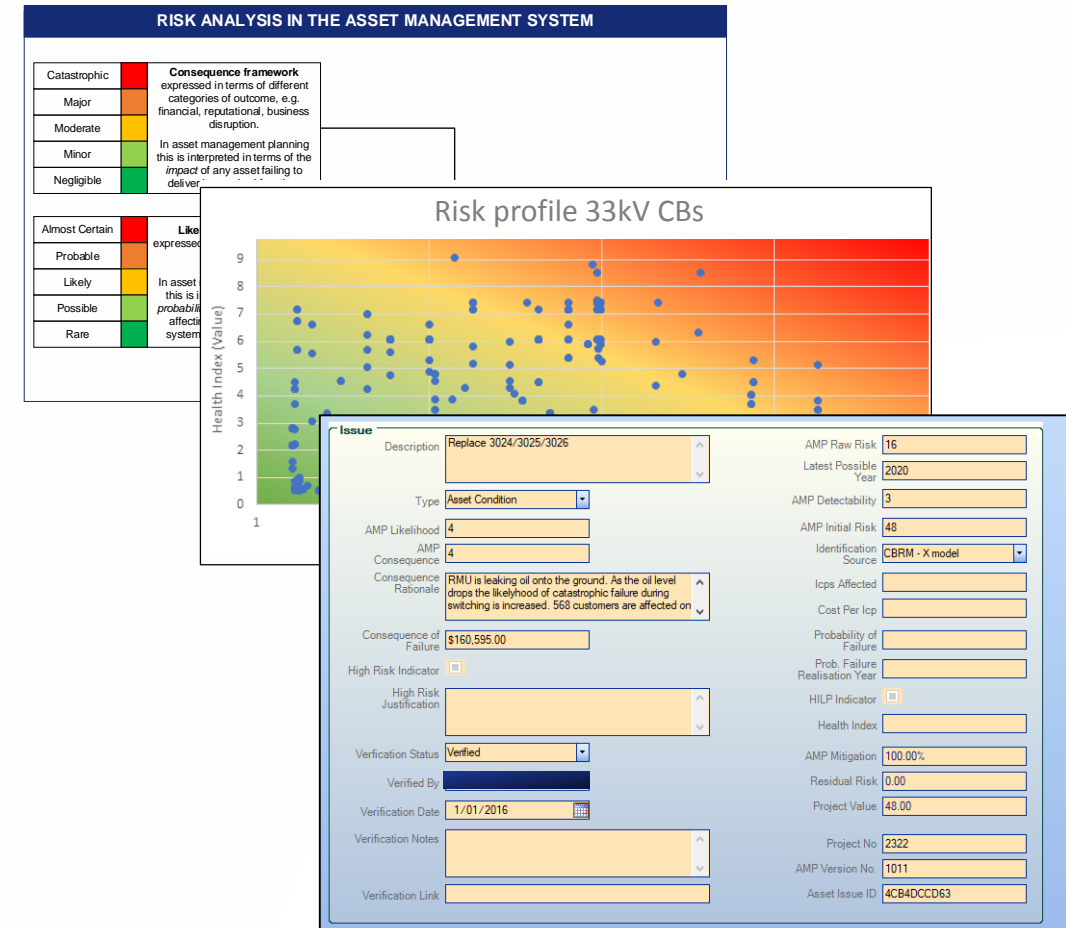 RISK ANALYSIS IN THE ASSET MANAGEMENT SYSTEM
Catastrophic
Major
Moderate
Minor
Negligible
Consequence framework
expressed in terms of different
categories of outcome, e.g.
financial, reputational, business
disruption.
In asset management planning
this is interpreted in terms of the
impact of any asset failing to
Almost Certain
Probable
Likely
Possible
Rare
In asset
this is
Risk profile 33kV CBs
Health Index (Value)
9
8
7
6
5
4
3
2
1
0
1
Issue
Description Replace 3024/3025/3026
Type Asset Condition
AMP Likelihood 4
AMP
Consequence 4
Consequence
Rationale
RMU is leaking oil onto the ground. As the oil level
drops the likelyhood of catastrophic failure during
switching is increased. 568 customers are affected on
Consequence of
Failure $160,595.00
High Risk Indicator
High Risk
Justification
Verfication Status Verified
Verified By
Verification Date 1/01/2016
Verification Notes
Verification Link
AMP Raw Risk 16
Latest Possible
Year 2020
AMP Detectability 3
AMP Initial Risk 48
Identification
Source CBRM - X model
Icps Affected
Cost Per Icp
Probability of
Failure
Prob. Failure
Realisation Year
HILP Indicator
Health Index
AMP Mitigation 100.00%
Residual Risk 0.00
Project Value 48.00
Project No 2322
AMP Version No. 1011
Asset Issue ID 4CB4DCCD63